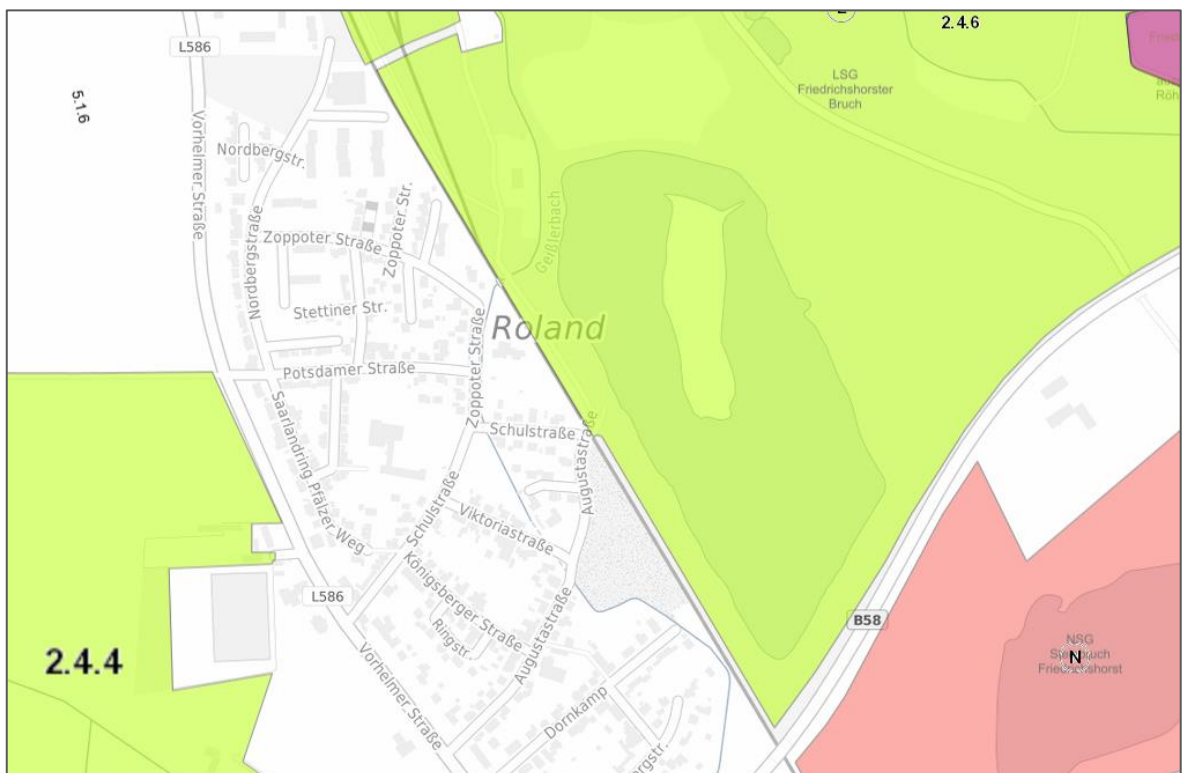 L586
2.4.6
LSG
Friedrichshorster
Bruch
5.1.6
Vorhelmer Straße
Nordbergstr.
Zoppoter Str.
Geißlerbach
Nordbergstraße
Zoppoter Straße
Stettiner Str.
Roland
Zoppoter Straße
Potsdamer Straße
Saarlandring
Schulstraße
Augustastraße
Pfälzer Weg
Schulstraße
Viktoriastraße
Königsberger Straße
L586
Ringstr.
B58
2.4.4
Vorhelmer Straße
Augustastraße
Dornkamp
NSG
N
Friedrichshorst